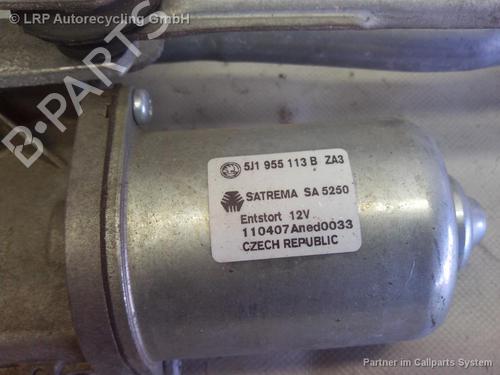 © LRP Autorecycling GmbH
B-PARTS
5J1 955 113 B ZA3
SATREMA SA 5250
Entstort 12V
110407Aned0033
CZECH REPUBLIC
Partner im Callparts System